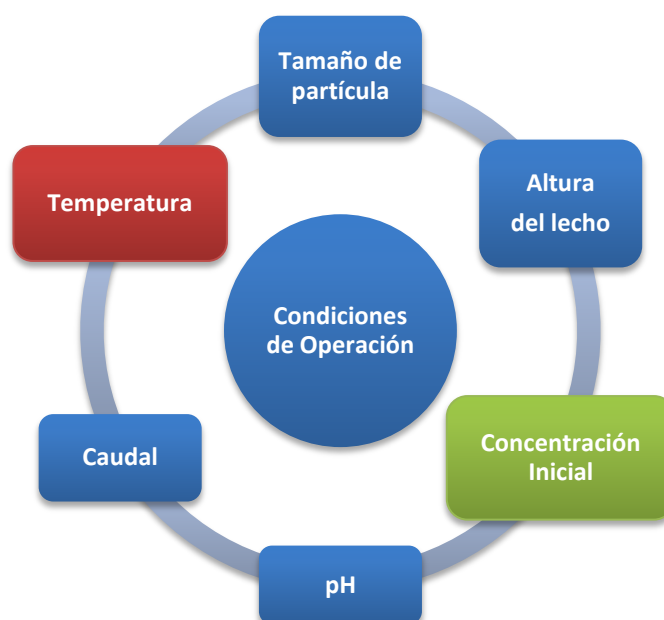 Tamaño de
partícula
Altura
del lecho
Temperatura
Condiciones
de Operación
Concentración
Inicial
Caudal
pH